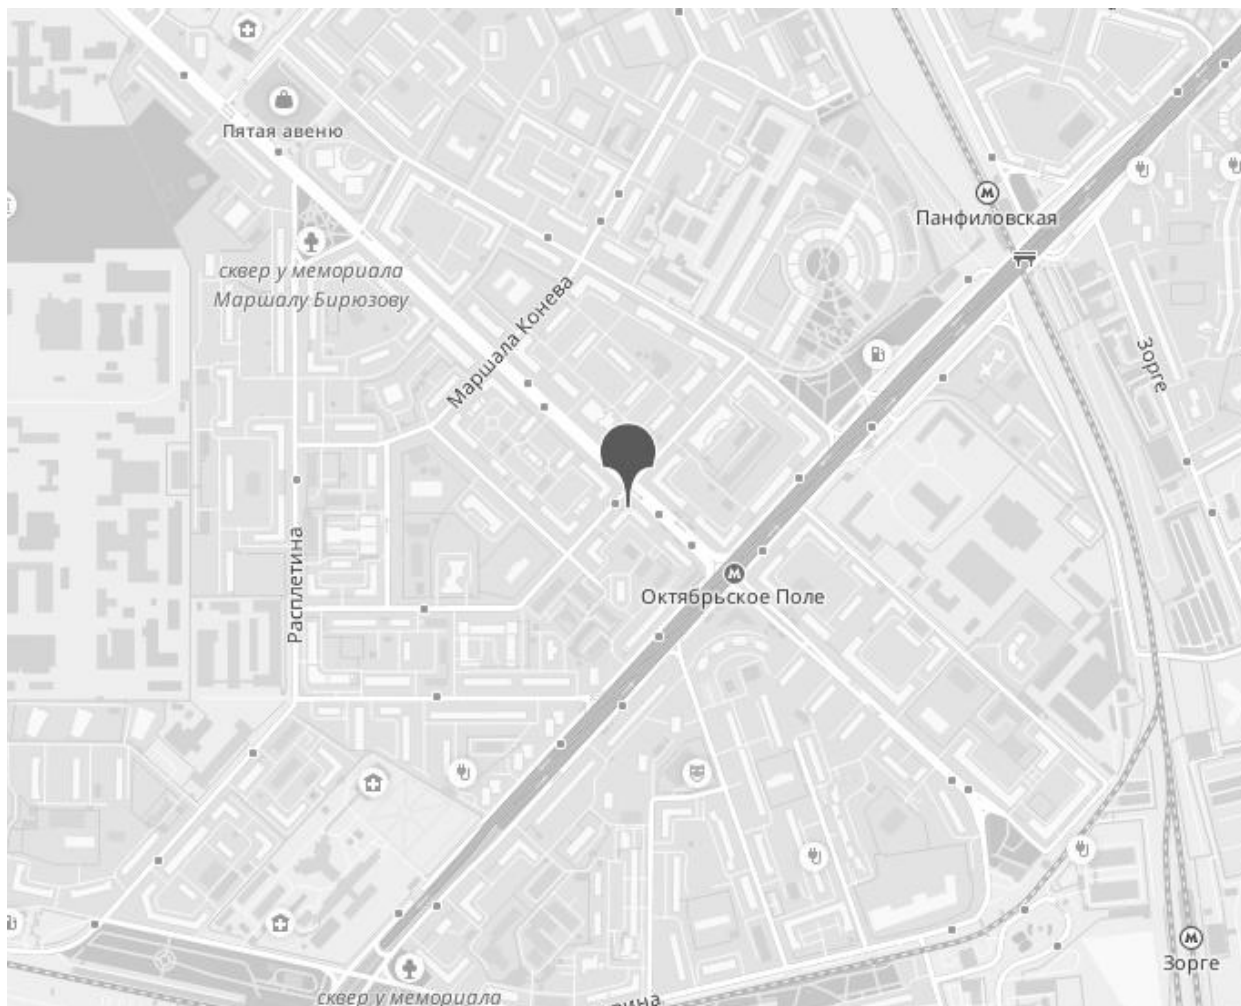 Пятая авеню
Панфиловская
сквер у мемориала
Маршалу Бирюзову
Маршала Конева
Зорге
Расплетина
Октябрьское Поле
Зорге
сквер у мемориала